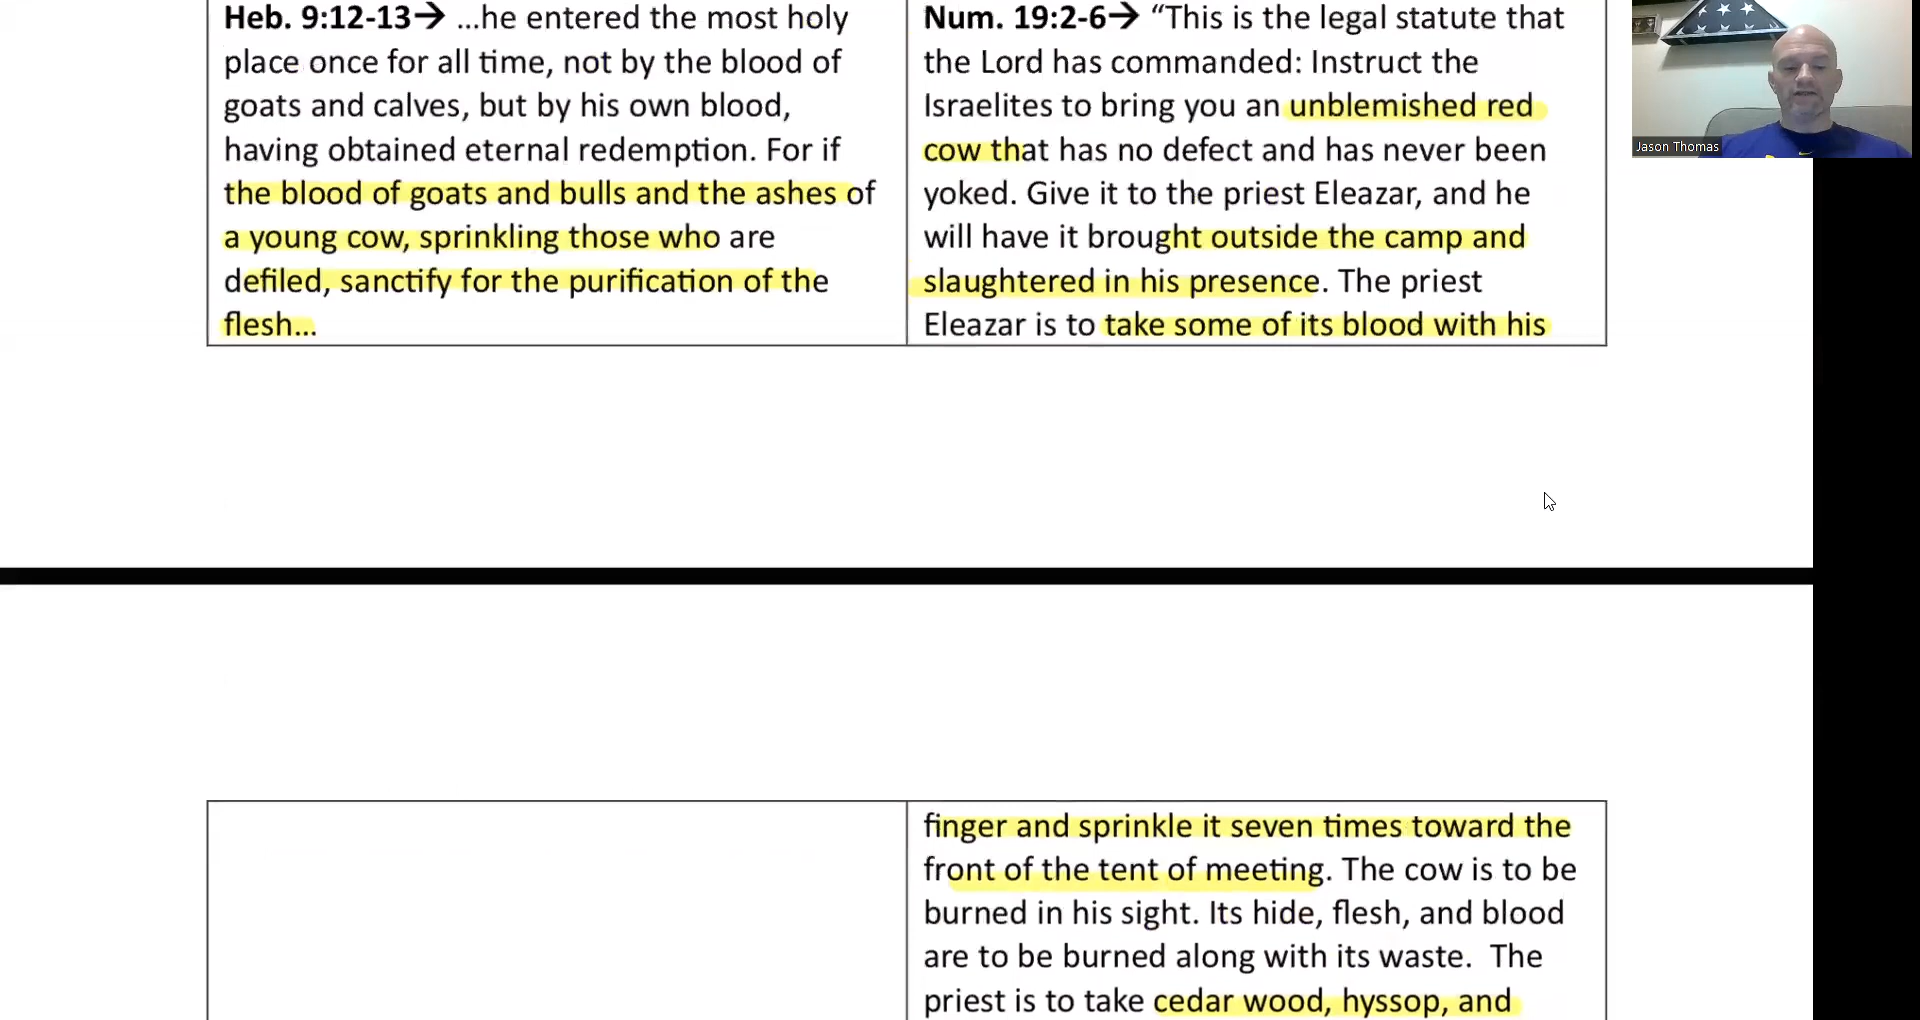 Heb. 9:12-13→ ...he entered the most holy
place once for all time, not by the blood of
goats and calves, but by his own blood,
having obtained eternal redemption. For if
the blood of goats and bulls and the ashes of
a young cow, sprinkling those who are
defiled, sanctify for the purification of the
flesh...
Num. 19:2-6→ “This is the legal statute that
the Lord has commanded: Instruct the
Israelites to bring you an unblemished red
cow that has no defect and has never been
yoked. Give it to the priest Eleazar, and he
will have it brought outside the camp and
slaughtered in his presence. The priest
Eleazar is to take some of its blood with his
finger and sprinkle it seven times toward the
front of the tent of meeting. The cow is to be
burned in his sight. Its hide, flesh, and blood
are to be burned along with its waste.  The
priest is to take cedar wood, hyssop, and
Jason Thomas